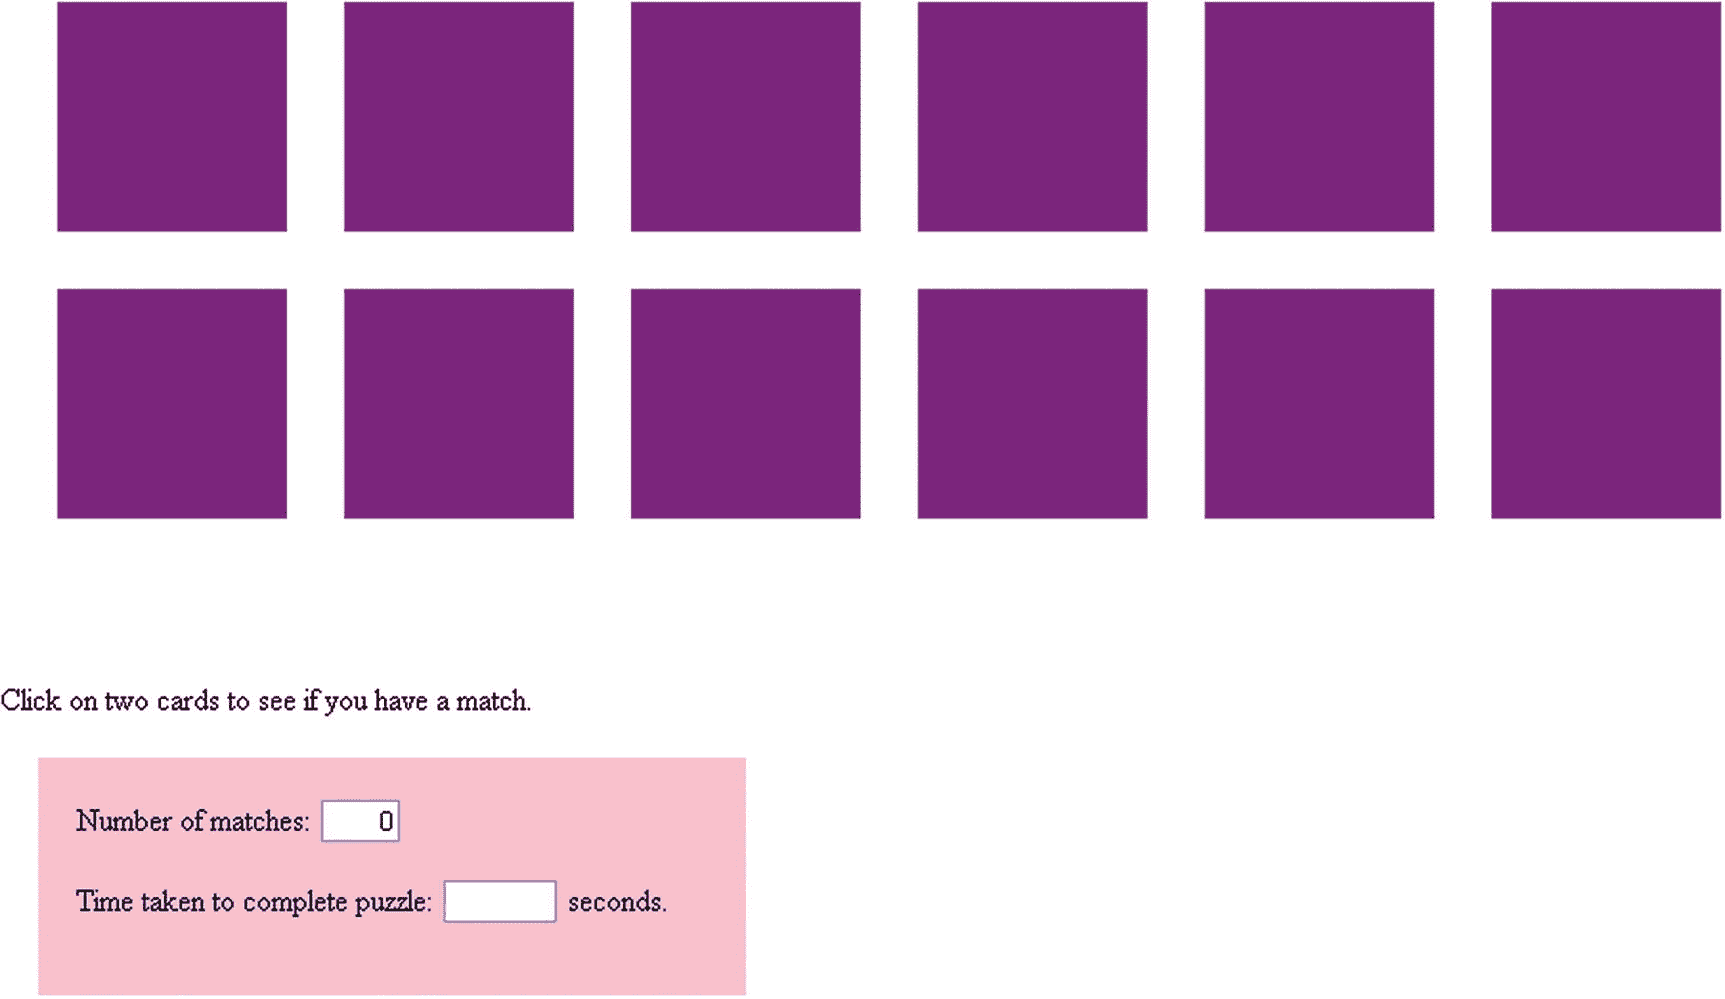 Click on two cards to see if you have a match.
Number of matches: 0
Time taken to complete puzzle: seconds.